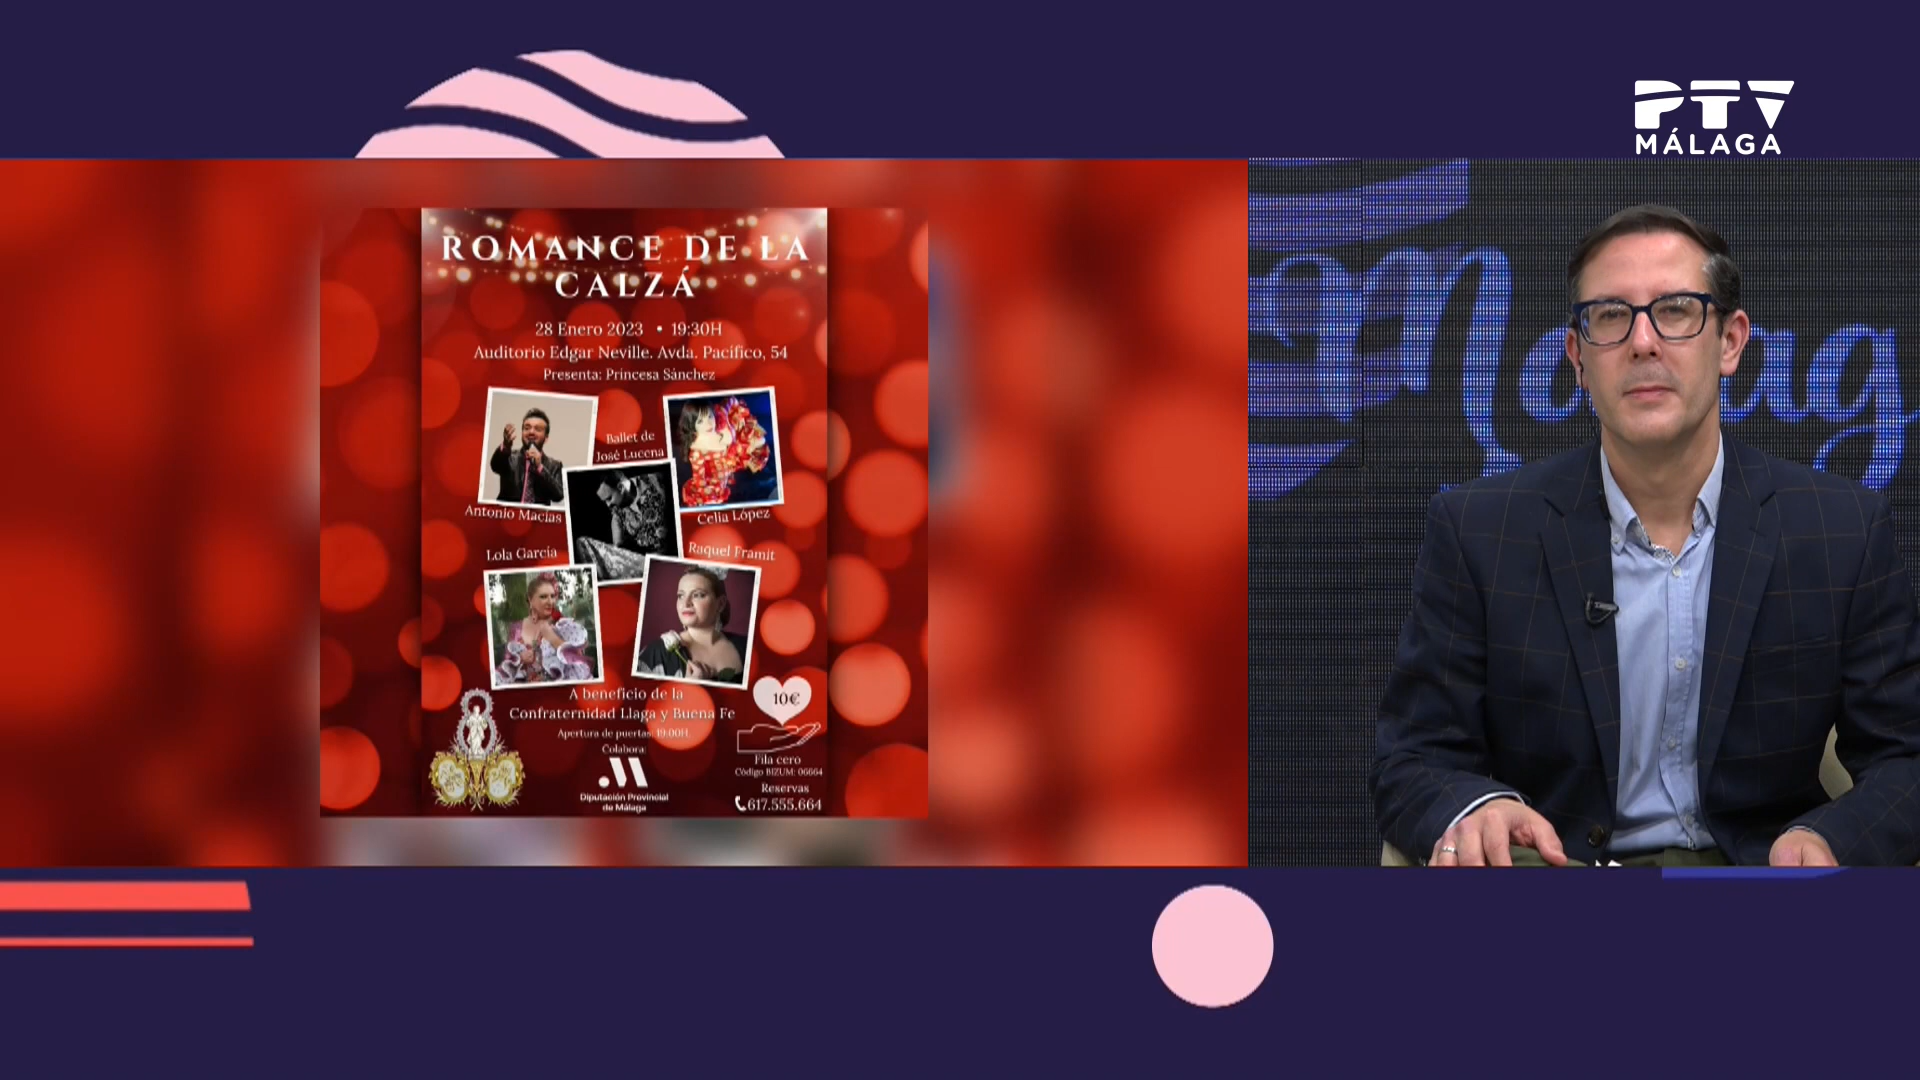 PTV
MÁLAGA
ROMANCE DE LA
CALZÁ
28 Enero 2023 • 19:30H
Auditorio Edgar Neville. Avda. Pacífico, 54
Presenta: Princesa Sánchez
Ballet de
José Lucena
Antonio Macías
Celia López
Lola García
Raquel Framit
A beneficio de la
Confraternidad Llaga y Buena Fe
Apertura de puertas: 19:00H
Colabora:
Diputación Provincial
de Málaga
10€
Fila cero
Código BIZUM: 06664
Reservas
617.555.664